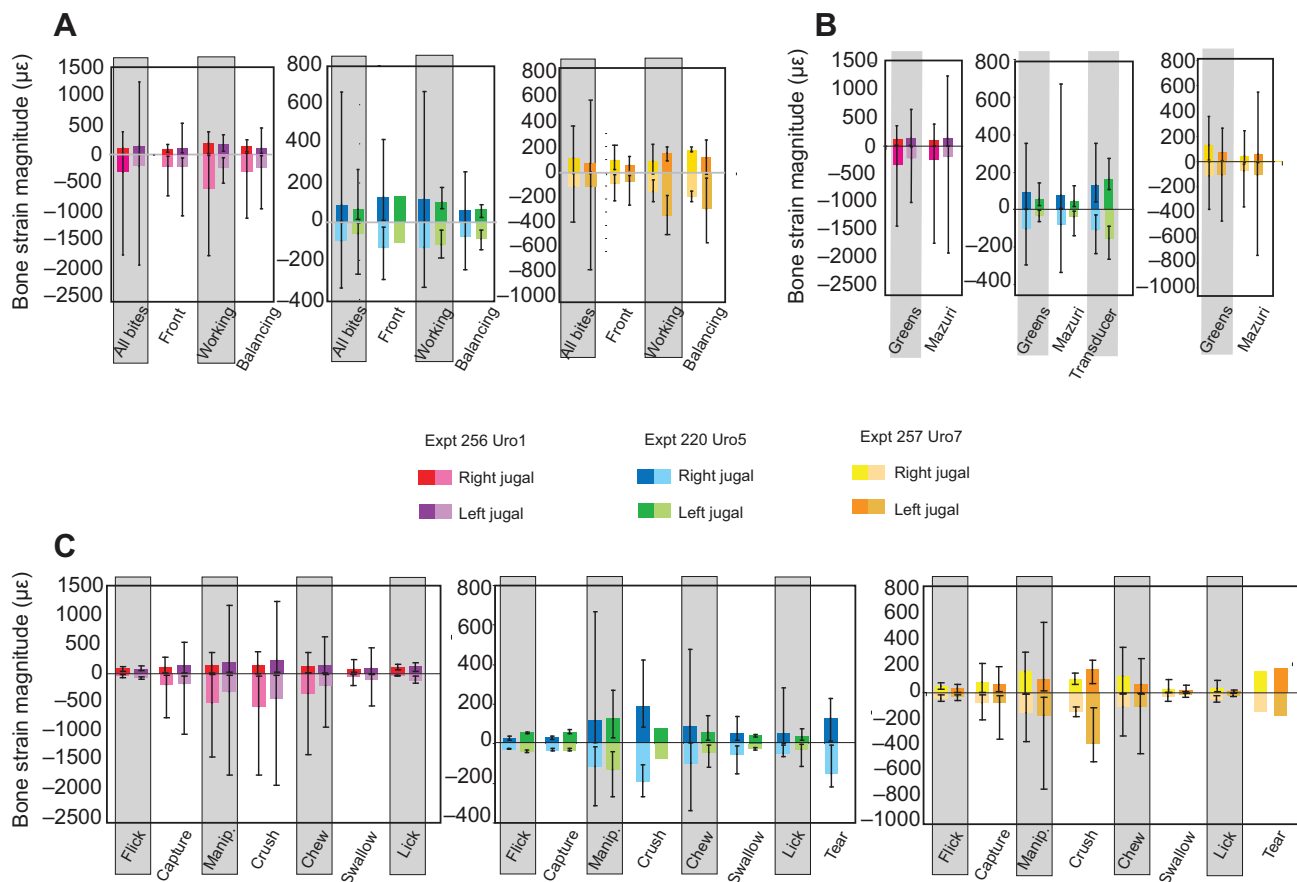 A
B
Bone strain magnitude (με)
1500
1000
500
0
–500
–1000
–1500
–2000
–2500
All bites
Front
Working
Balancing
800
600
400
200
0
–200
–400
All bites
Front
Working
Balancing
800
600
400
200
0
–200
–400
–600
–800
–1000
All bites
Front
Working
Balancing
Bone strain magnitude (με)
1500
1000
500
0
–500
–1000
–1500
–2000
–2500
Greens
Mazuri
800
600
400
200
0
–200
–400
Greens
Mazuri
Transducer
800
600
400
200
0
–200
–400
–600
–800
–1000
Greens
Mazuri
Expt 256 Uro1
Right jugal
Left jugal
Expt 220 Uro5
Right jugal
Left jugal
Expt 257 Uro7
Right jugal
Left jugal
C
Bone strain magnitude (με)
1500
1000
500
0
–500
–1000
–1500
–2000
–2500
Flick
Capture
Manip.
Crush
Chew
Swallow
Lick
800
600
400
200
0
–200
–400
Flick
Capture
Manip.
Crush
Chew
Swallow
Lick
Tear
800
600
400
200
0
–200
–400
–600
–800
–1000
Flick
Capture
Manip.
Crush
Chew
Swallow
Lick
Tear